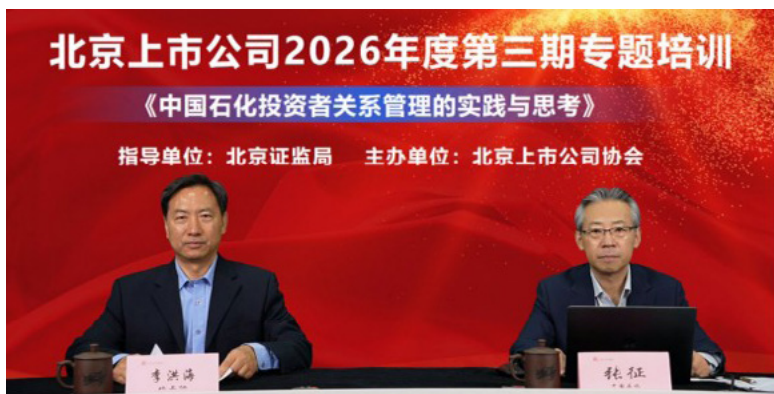 北京上市公司2026年度第三期专题培训
《中国石化投资者关系管理的实践与思考》
指导单位：北京证监局 主办单位：北京上市公司协会
李洪海
张征